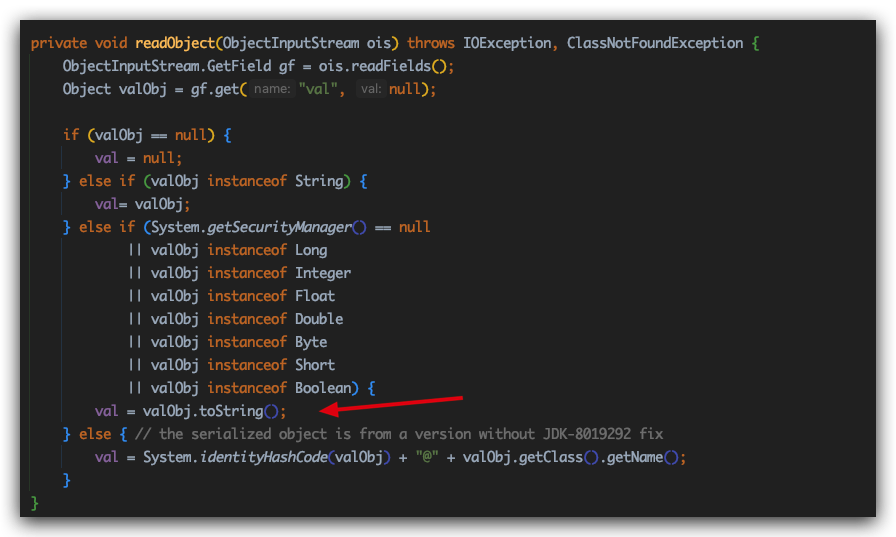 private void readObject(ObjectInputStream ois) throws IOException, ClassNotFoundException {
    ObjectInputStream.GetField gf = ois.readFields();
    Object valObj = gf.get( name: "val", val: null);

    if (valObj == null) {
        val = null;
    } else if (valObj instanceof String) {
        val= valObj;
    } else if (System.getSecurityManager() == null
            || valObj instanceof Long
            || valObj instanceof Integer
            || valObj instanceof Float
            || valObj instanceof Double
            || valObj instanceof Byte
            || valObj instanceof Short
            || valObj instanceof Boolean) {
        val = valObj.toString();
    } else { // the serialized object is from a version without JDK-8019292 fix
        val = System.identityHashCode(valObj) + "@" + valObj.getClass().getName();
    }
}